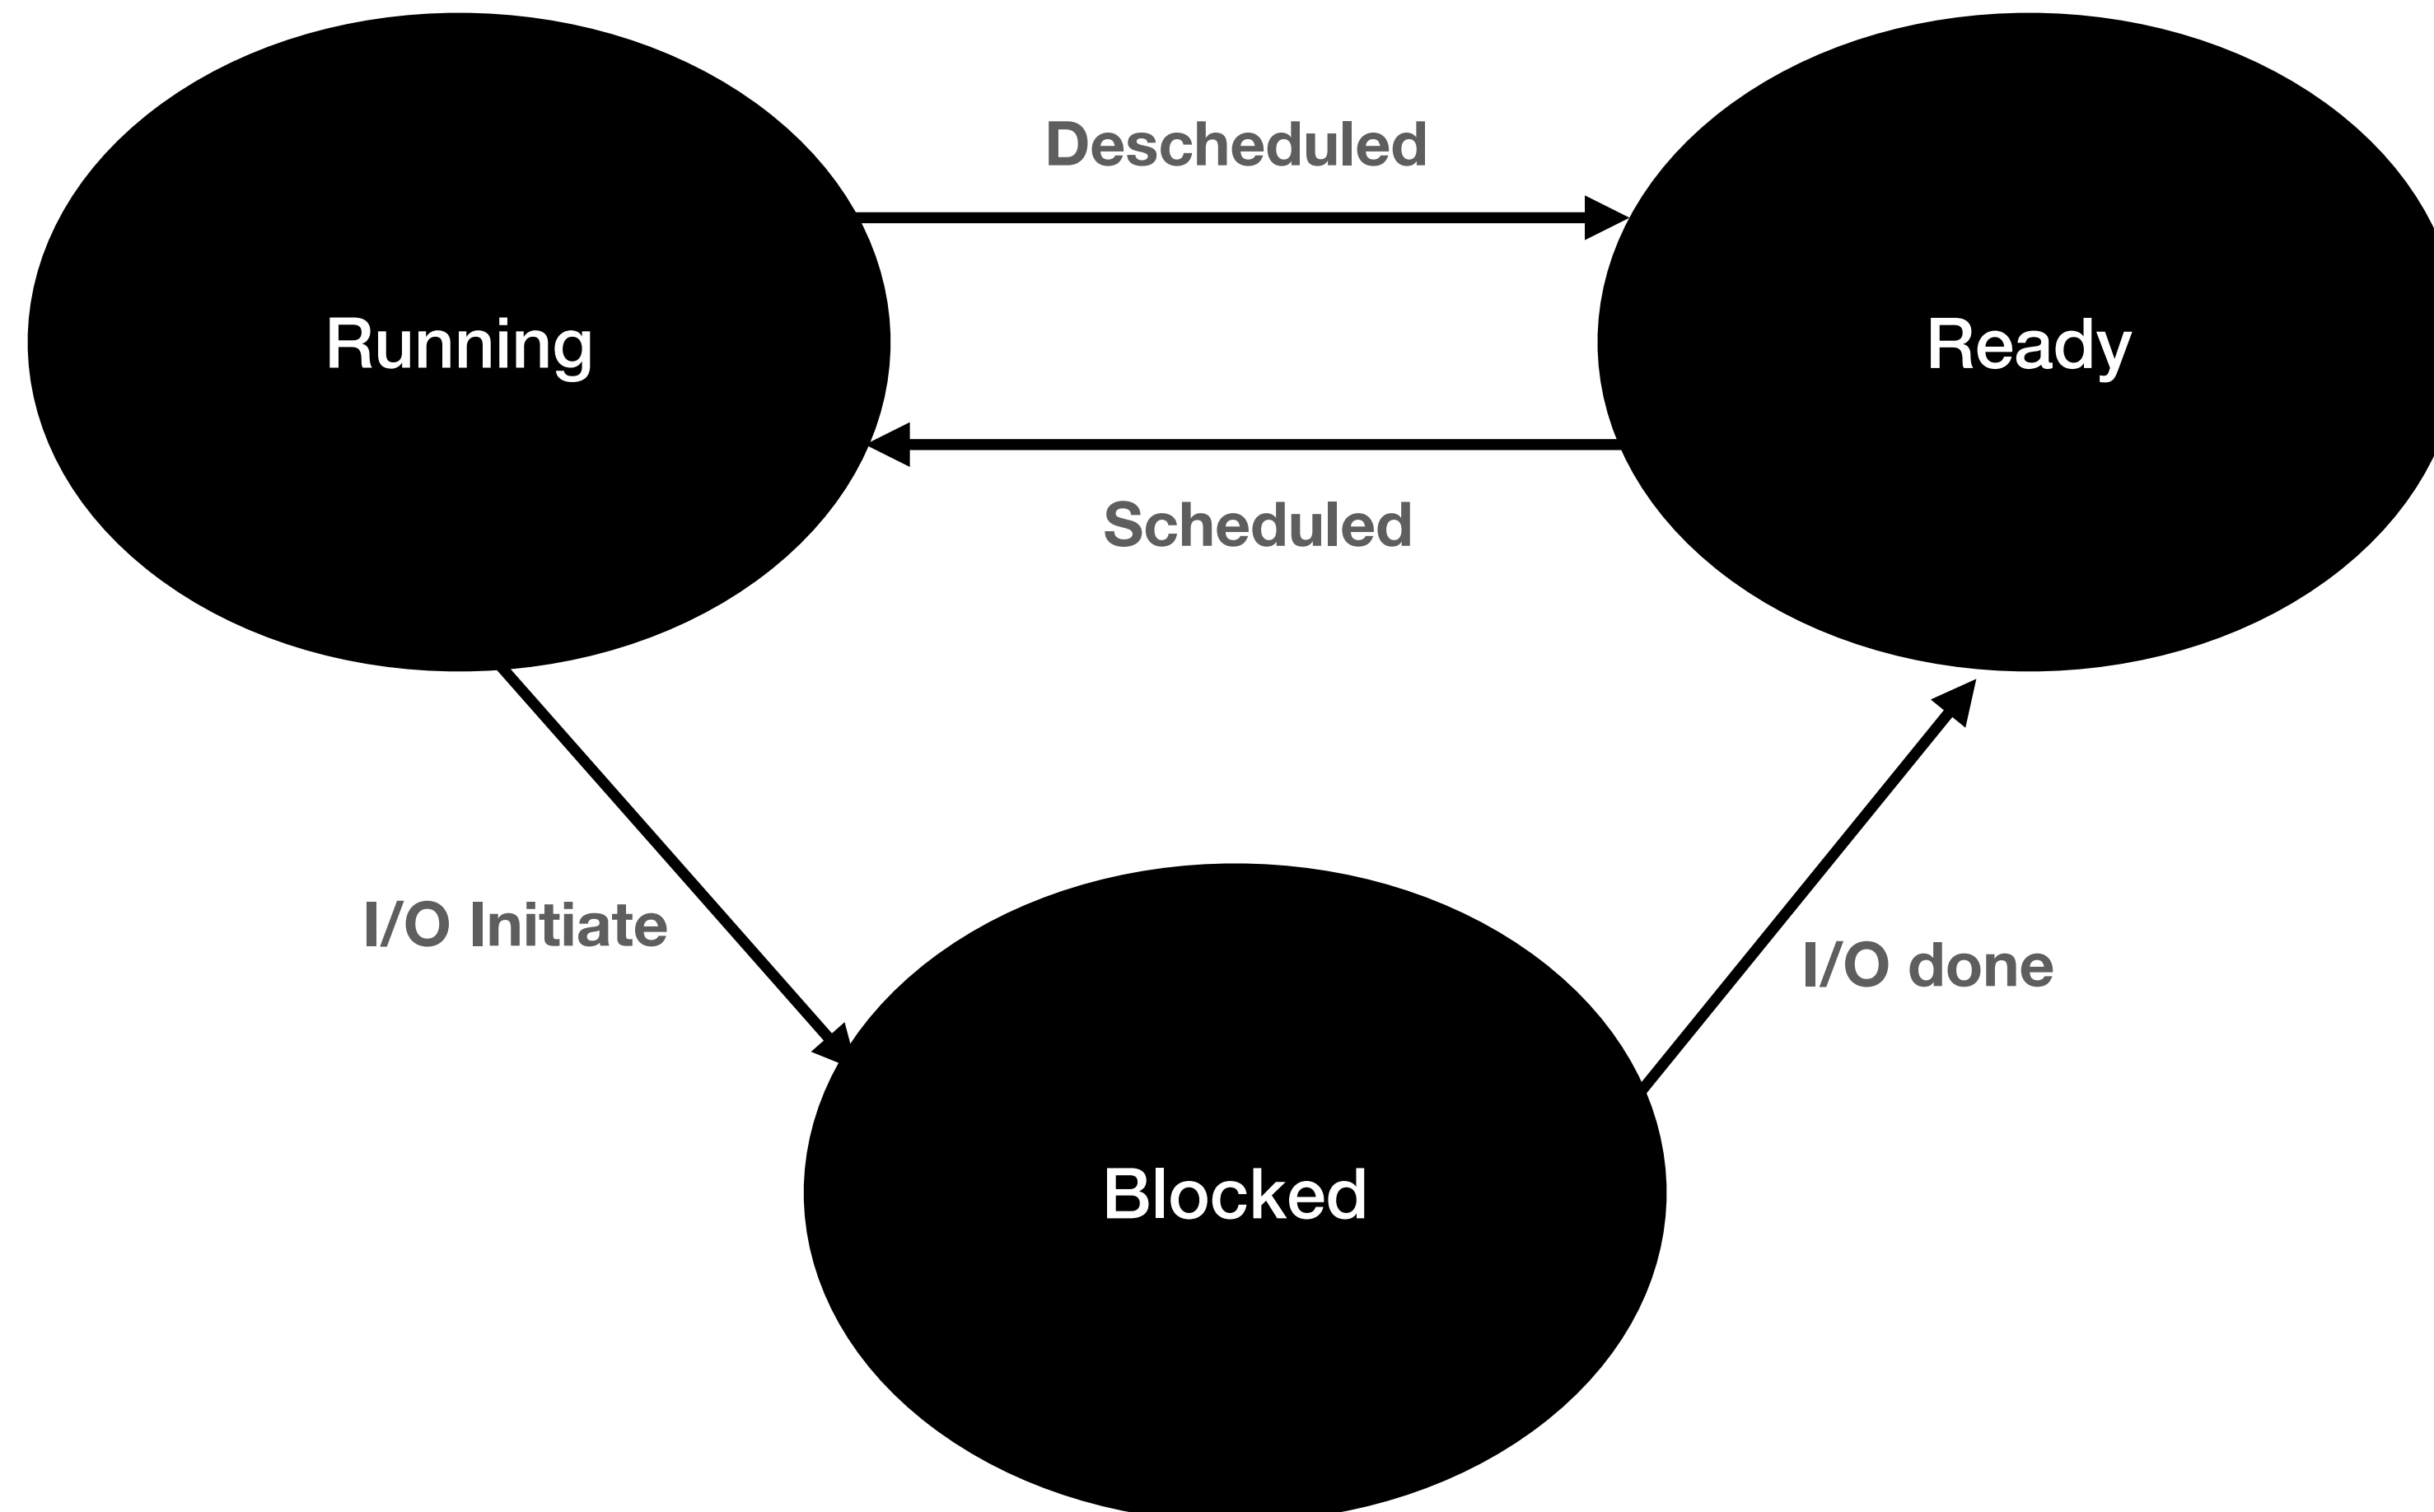 Descheduled
Running
Ready
Scheduled
I/O Initiate
I/O done
Blocked